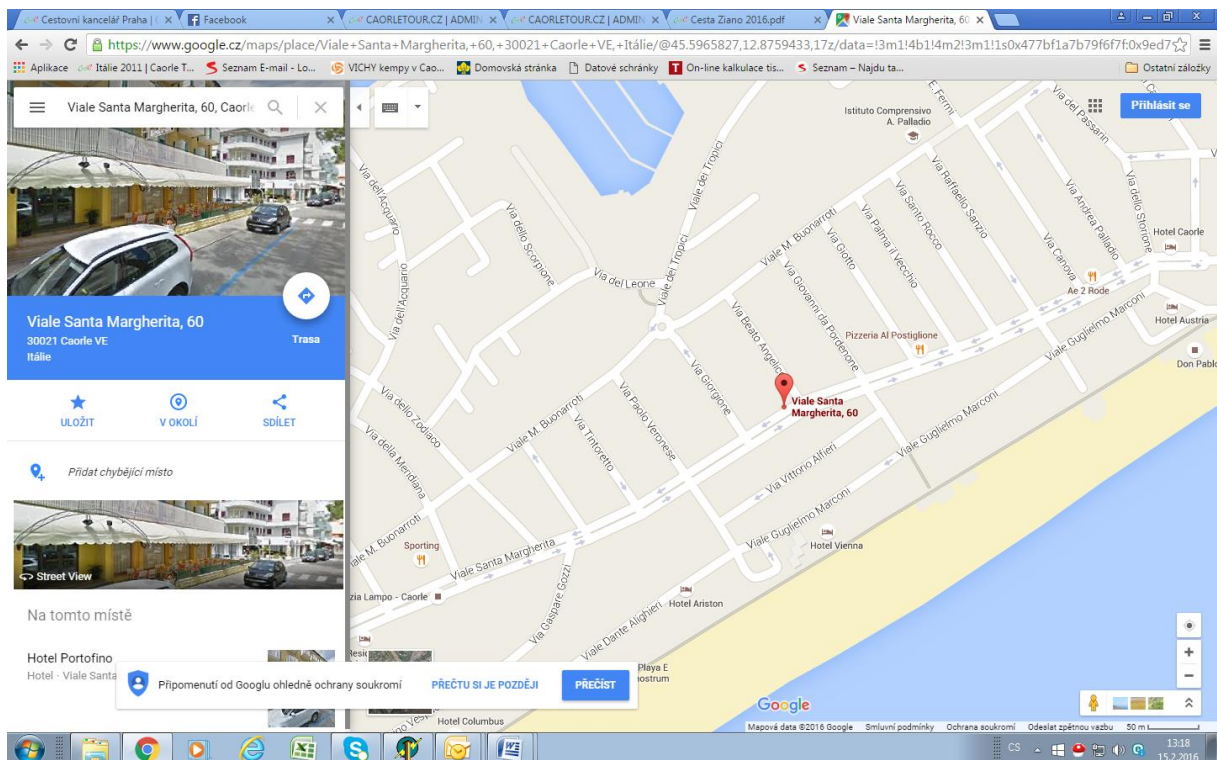 Cestovní kancelář Praha |
Facebook
CAORLETOUR.CZ | ADMIN
CAORLETOUR.CZ | ADMIN
Cesta Ziano 2016.pdf
Viale Santa Margherita, 60
https://www.google.cz/maps/place/Viale+Santa+Margherita,+60,+30021+Caorle+VE,+Itálie/@45.5965827,12.8759433,17z/data=!3m1!4b1!4m2!3m1!1s0x477bf1a7b79f6f7f:0x9ed7
Aplikace
Itálie 2011 | Caorle T...
Seznam E-mail - Lo...
VICHY kempy v Cao...
Domovská stránka
Datové schránky
On-line kalkulace tis...
Seznam – Najdu ta...
Ostatní záložky
Viale Santa Margherita, 60, Caorle
Přihlásit se
Viale Santa Margherita, 60
30021 Caorle VE
Itálie
Trasa
ULOŽIT
V OKOLÍ
SDÍLET
Přidat chybějící místo
Street View
Na tomto místě
Hotel Portofino
Hotel · Viale Santa
Připomenutí od Googlu ohledně ochrany soukromí
PŘEČTU SI JE POZDĚJI
PŘEČÍST
Istituto Comprensivo
A. Palladio
E. Fermi
Via del Passarin
Via dell'Acquario
Via dello Scorpione
Viale dei Tropici
Via Raffaello Sanzio
Via Santo Rocco
Via Palma il Vecchio
Via Andrea Palladio
Via dello Storione
Hotel Caorle
Viale M. Buonarroti
Via Giotto
Via Canova
Ae 2 Rode
Via del Leone
Viale dei Tropici
Via dell'Acquario
Via Giovanni da Pordenone
Via Beato Angelico
Pizzeria Al Postiglione
Viale Guglielmo Marconi
Hotel Austria
Don Pablo
Via Giorgione
Viale Santa
Margherita, 60
Via dello Zodiaco
Viale M. Buonarroti
Via Paolo Veronese
Via Tintoretto
Viale Guglielmo Marconi
Via della Meridiana
Via Vittorio Alfieri
Viale Guglielmo Marconi
Hotel Vienna
Viale M. Buonarroti
Sporting
Viale Santa Margherita
Lampo - Caorle
Via Gaspare Gozzi
Hotel Ariston
Viale Dante Alighieri
Playa E
Hotel Columbus
Google
Mapová data ©2016 Google
Smluvní podmínky
Ochrana soukromí
Odeslat zpětnou vazbu
50 m
CS
13:18
15.2.2016